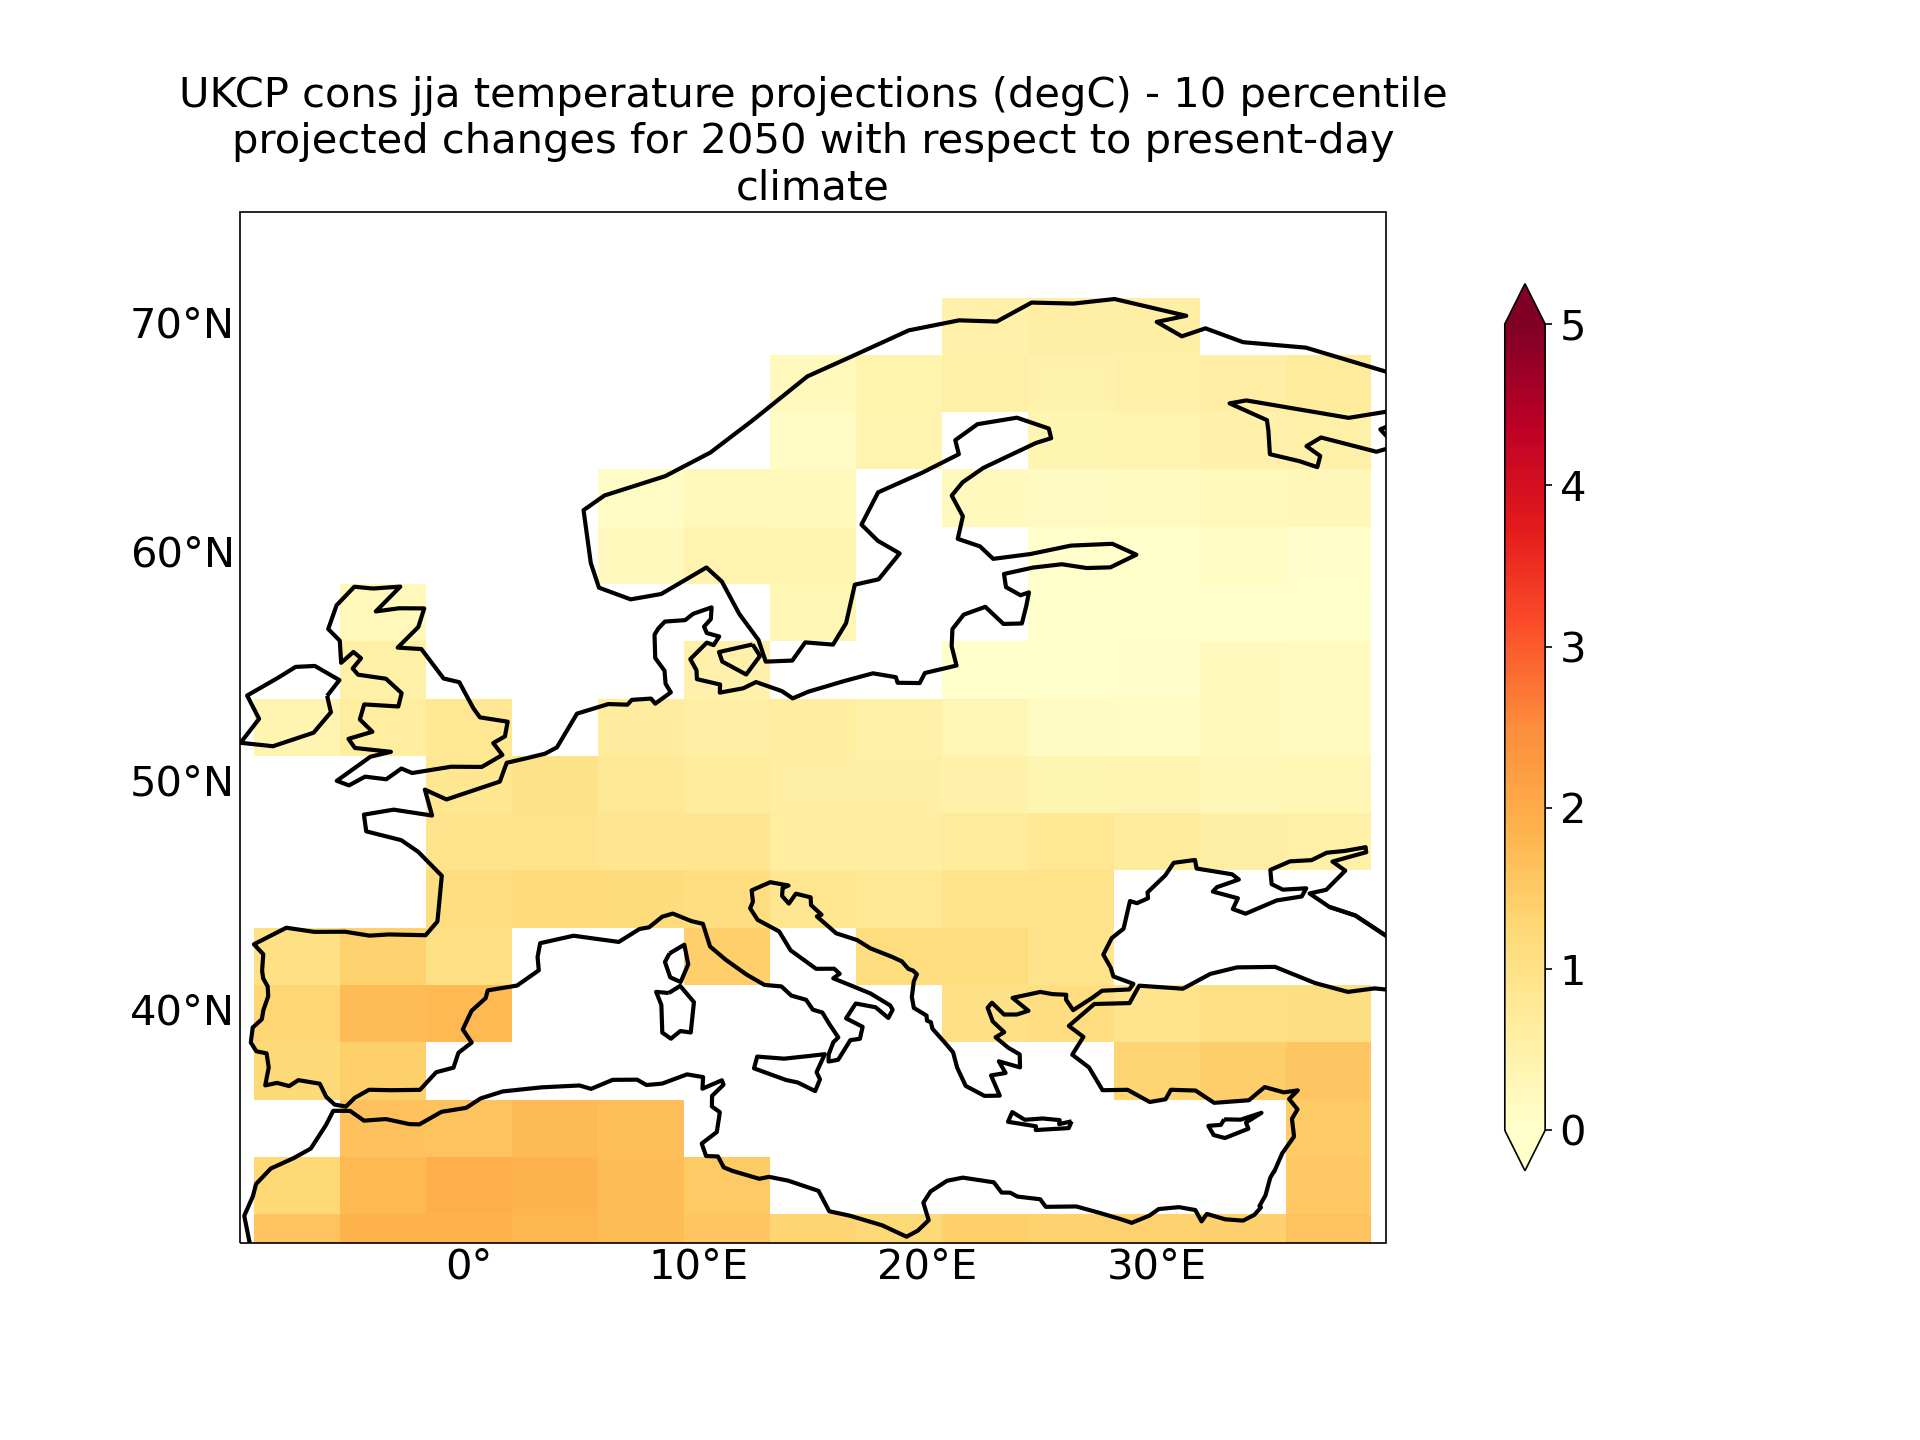 UKCP cons jja temperature projections (degC) - 10 percentile
projected changes for 2050 with respect to present-day
climate
70°N
60°N
50°N
40°N
0°
10°E
20°E
30°E
5
4
3
2
1
0